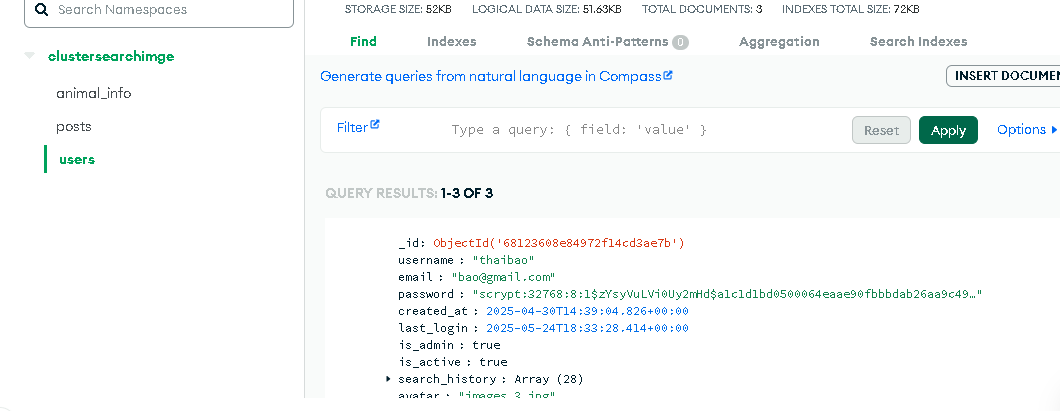 Search Namespaces
clustersearchimge
animal_info
posts
users
STORAGE SIZE: 52KB LOGICAL DATA SIZE: 51.63KB TOTAL DOCUMENTS: 3 INDEXES TOTAL SIZE: 72KB
Find Indexes Schema Anti-Patterns 0 Aggregation Search Indexes
Generate queries from natural language in Compass
INSERT DOCUMEN
Filter Type a query: { field: 'value' } Reset Apply Options
QUERY RESULTS: 1-3 OF 3
_id: ObjectId('68123608e84972f14cd3ae7b')
username : "thaibao"
email : "bao@gmail.com"
password : "scrypt:32768:8:1$zYsyVuLVi0Uy2mHd$a1c1d1bd0500064eaae90fbbbdab26aa9c49…"
created_at : 2025-04-30T14:39:04.826+00:00
last_login : 2025-05-24T18:33:28.414+00:00
is_admin : true
is_active : true
search_history : Array (28)
avatar : "images_3.jpg"